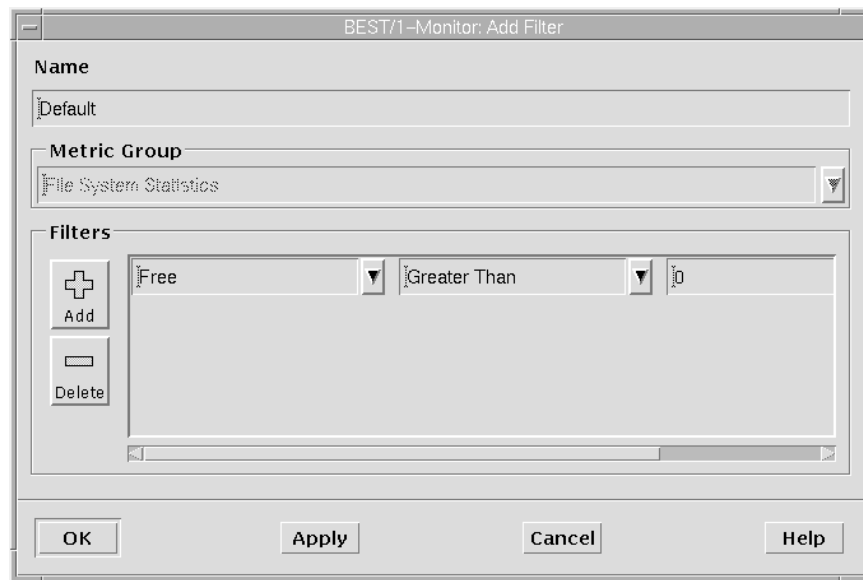 BEST/1-Monitor: Add Filter
Name
Default
Metric Group
File System Statistics
Filters
Add
Free
Greater Than
0
Delete
OK
Apply
Cancel
Help